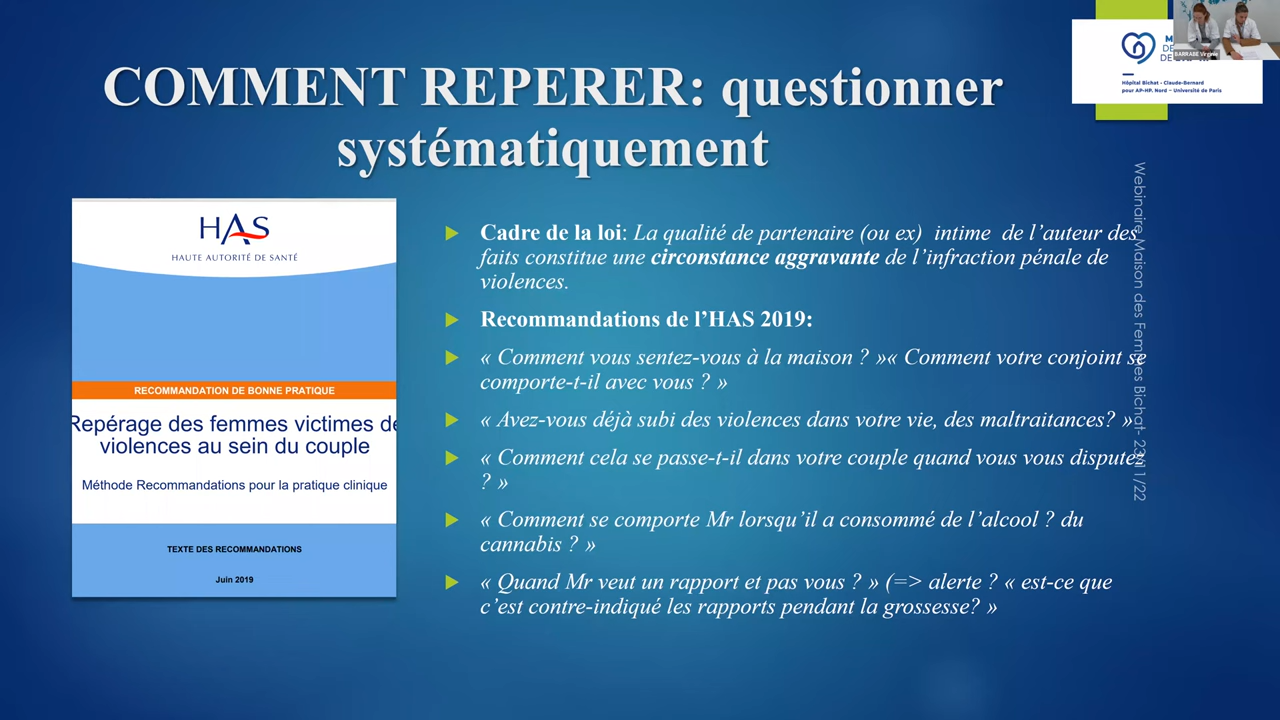 COMMENT REPERER: questionner
systématiquement
BARRABÉ Virginie
Hôpital Bichat - Claude-Bernard
pour AP-HP. Nord – Université de Paris
HAS
HAUTE AUTORITÉ DE SANTÉ
RECOMMANDATION DE BONNE PRATIQUE
Repérage des femmes victimes de
violences au sein du couple
Méthode Recommandations pour la pratique clinique
TEXTE DES RECOMMANDATIONS
Juin 2019
Cadre de la loi: La qualité de partenaire (ou ex) intime de l’auteur des
faits constitue une circonstance aggravante de l’infraction pénale de
violences.
Recommandations de l’HAS 2019:
« Comment vous sentez-vous à la maison ? »« Comment votre conjoint se
comporte-t-il avec vous ? »
« Avez-vous déjà subi des violences dans votre vie, des maltraitances? »
« Comment cela se passe-t-il dans votre couple quand vous vous disputez
? »
« Comment se comporte Mr lorsqu’il a consommé de l’alcool ? du
cannabis ? »
« Quand Mr veut un rapport et pas vous ? » (=> alerte ? « est-ce que
c’est contre-indiqué les rapports pendant la grossesse? »
Webinaire Maison des Femmes Bichat- 23/11/22